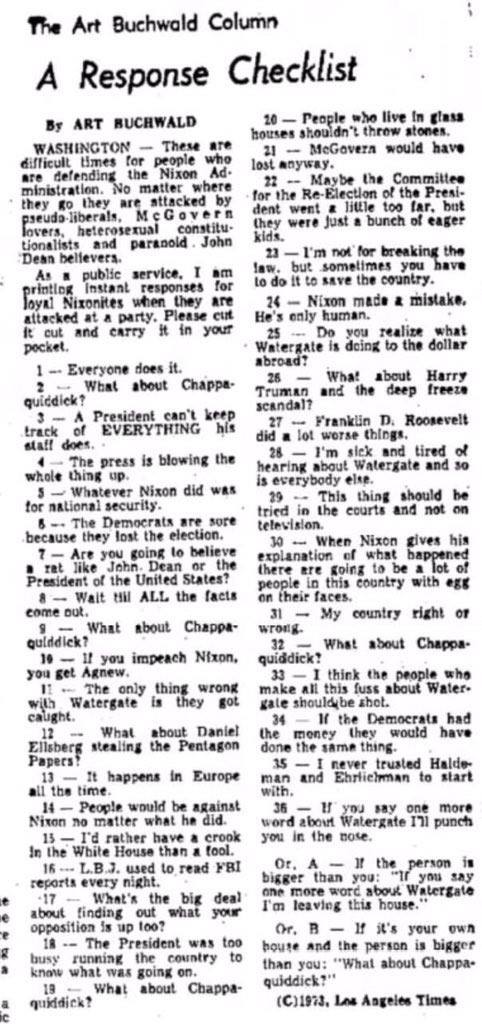 The Art Buchwald Column
A Response Checklist
By ART BUCHWALD
WASHINGTON — These are
difficult times for people who
are defending the Nixon Ad-
ministration. No matter where
they go they are attacked by
pseudo-liberals, McGovern
lovers, heterosexual constitu-
tionalists and paranoid John
Dean believers.
As a public service, I am
printing instant responses for
loyal Nixonites when they are
attacked at a party. Please cut
it cut and carry it in your
pocket.
1 — Everyone does it.
2 — What about Chappa-
quiddick?
3 — A President can't keep
track of EVERYTHING his
staff does.
4 — The press is blowing the
whole thing up.
5 — Whatever Nixon did was
for national security.
6 — The Democrats are sore
because they lost the election.
7 — Are you going to believe
a rat like John Dean or the
President of the United States?
8 — Wait till ALL the facts
come out.
9 — What about Chappa-
quiddick?
10 — If you impeach Nixon,
you get Agnew.
11 — The only thing wrong
with Watergate is they got
caught.
12 — What about Daniel
Ellsberg stealing the Pentagon
Papers?
13 — It happens in Europe
all the time.
14 — People would be against
Nixon no matter what he did.
15 — I'd rather have a crook
in the White House than a fool.
16 — L.B.J. used to read FBI
reports every night.
17 — What's the big deal
about finding out what your
opposition is up too?
18 — The President was too
busy running the country to
know what was going on.
19 — What about Chappa-
quiddick?
20 — People who live in glass
houses shouldn't throw stones.
21 — McGovern would have
lost anyway.
22 — Maybe the Committee
for the Re-Election of the Presi-
dent went a little too far, but
they were just a bunch of eager
kids.
23 — I'm not for breaking the
law, but sometimes you have
to do it to save the country.
24 — Nixon made a mistake.
He's only human.
25 — Do you realize what
Watergate is doing to the dollar
abroad?
26 — What about Harry
Truman and the deep freeze
scandal?
27 — Franklin D. Roosevelt
did a lot worse things.
28 — I'm sick and tired of
hearing about Watergate and so
is everybody else.
29 — This thing should be
tried in the courts and not on
television.
30 — When Nixon gives his
explanation of what happened
there are going to be a lot of
people in this country with egg
on their faces.
31 — My country right or
wrong.
32 — What about Chappa-
quiddick?
33 — I think the people who
make all this fuss about Water-
gate should be shot.
34 — If the Democrats had
the money they would have
done the same thing.
35 — I never trusted Halde-
man and Ehrlichman to start
with.
36 — If you say one more
word about Watergate I'll punch
you in the nose.
Or, A — If the person is
bigger than you: "If you say
one more word about Watergate
I'm leaving this house."
Or, B — If it's your own
house and the person is bigger
than you: "What about Chappa-
quiddick?"
(C)1973, Los Angeles Times